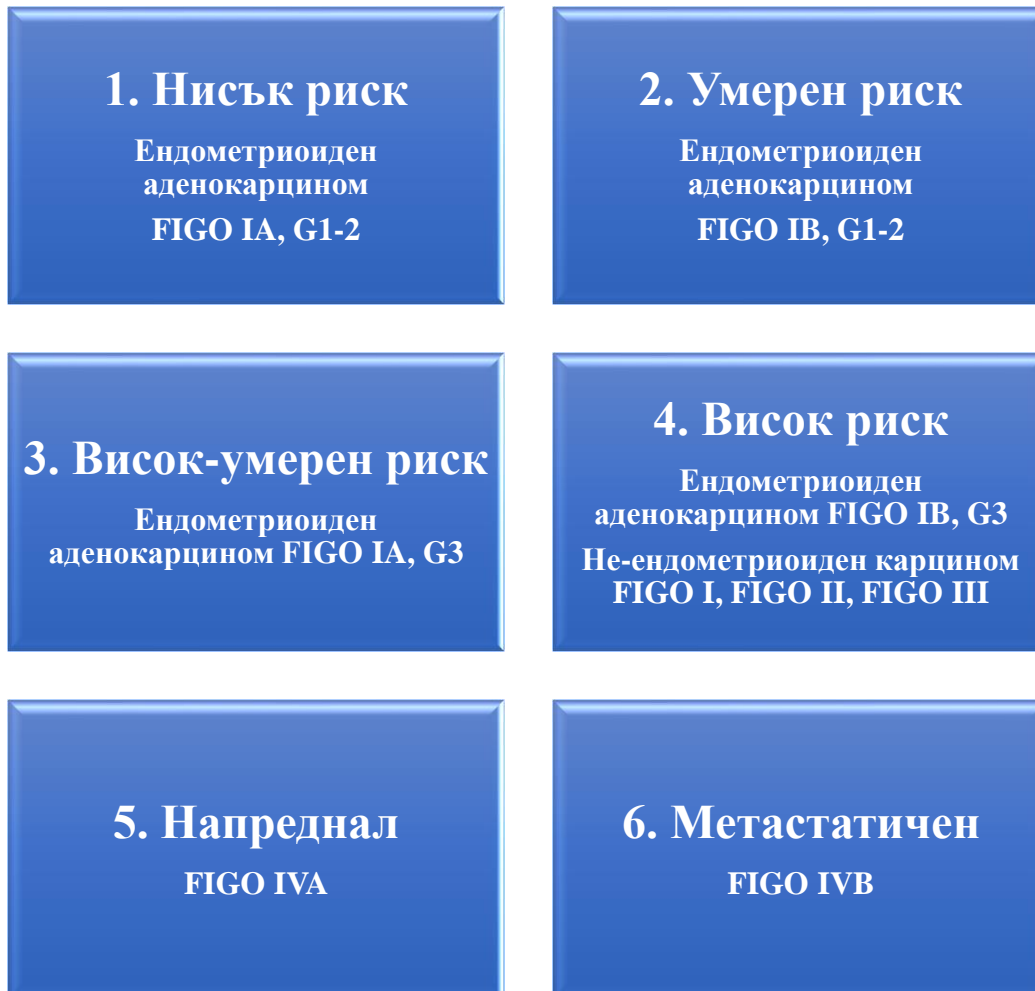 1. Нисък риск
Ендометриоиден
аденокарцином
FIGO IA, G1-2
2. Умерен риск
Ендометриоиден
аденокарцином
FIGO IB, G1-2
3. Висок-умерен риск
Ендометриоиден
аденокарцином FIGO IA, G3
4. Висок риск
Ендометриоиден
аденокарцином FIGO IB, G3
Не-ендометриоиден карцином
FIGO I, FIGO II, FIGO III
5. Напреднал
FIGO IVA
6. Метастатичен
FIGO IVB